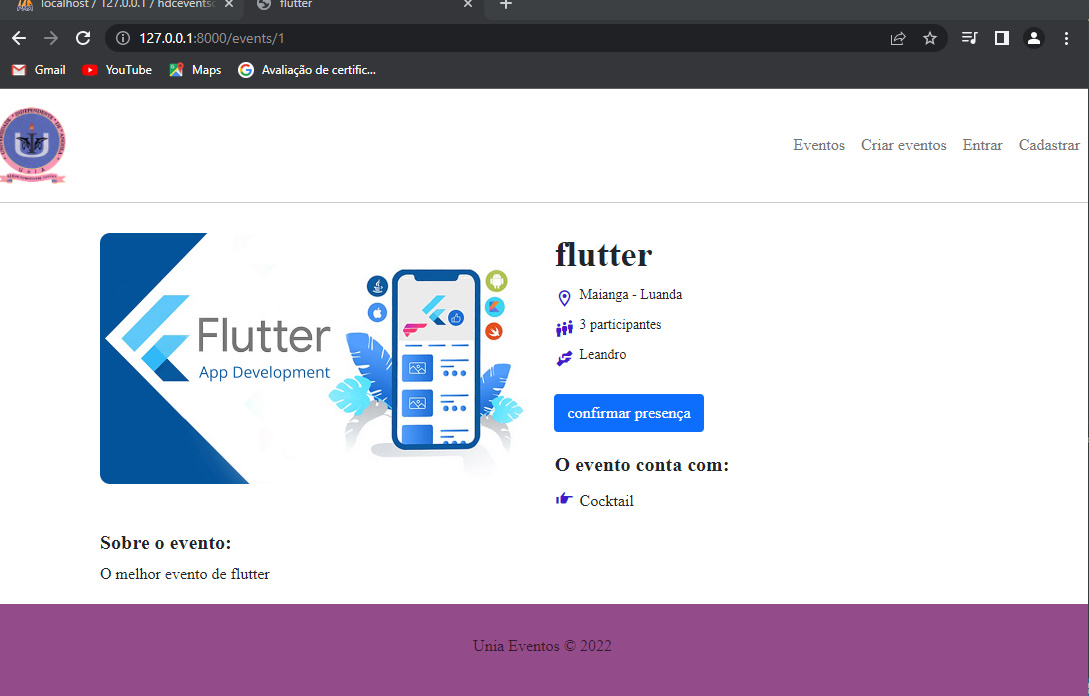 localhost / 127.0.0.1 / hdcevents
flutter
127.0.0.1:8000/events/1
Gmail
YouTube
Maps
Avaliação de certific...
Eventos
Criar eventos
Entrar
Cadastrar
Flutter
App Development
flutter
Maianga - Luanda
3 participantes
Leandro
confirmar presença
O evento conta com:
Cocktail
Sobre o evento:
O melhor evento de flutter
Unia Eventos © 2022